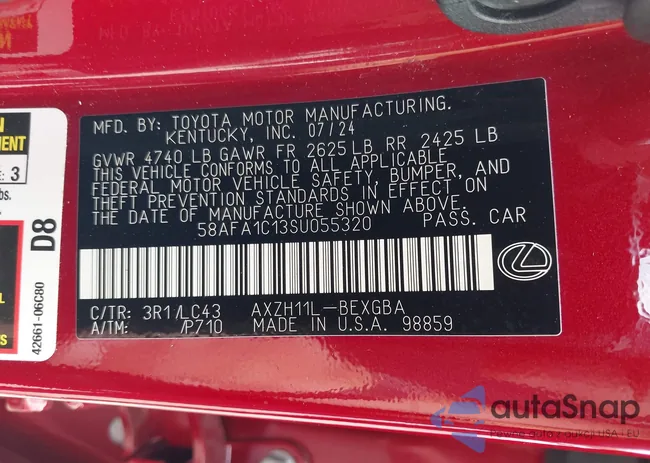 MFD. BY: TOYOTA MOTOR MANUFACTURING.
KENTUCKY, INC. 07/24
GVWR 4740 LB GAWR FR 2625 LB RR 2425 LB
THIS VEHICLE CONFORMS TO ALL APPLICABLE
FEDERAL MOTOR VEHICLE SAFETY, BUMPER, AND
THEFT PREVENTION STANDARDS IN EFFECT ON
THE DATE OF MANUFACTURE SHOWN ABOVE.
58AFA1C13SU055320 PASS. CAR
C/TR: 3R1/LC43 AXZH11L-BEXGBA
A/TM: /P710 MADE IN U.S.A. 98859
: 3
bs.
D8
42661-06C80
autaSnap